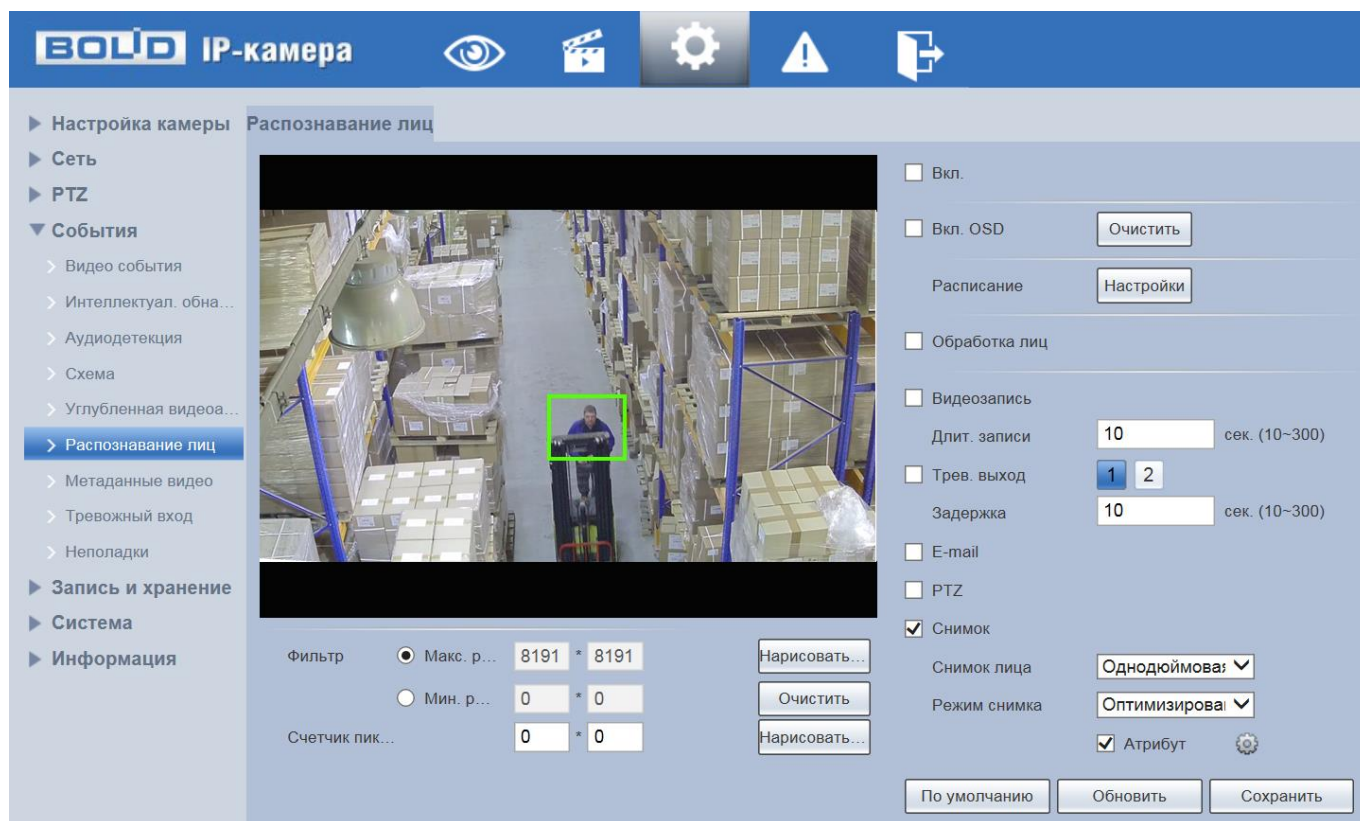 BOLID IP-камера
Настройка камеры
Сеть
PTZ
События
Видео события
Интеллектуал. обна...
Аудиодетекция
Схема
Углубленная видеоа...
Распознавание лиц
Метаданные видео
Тревожный вход
Неполадки
Запись и хранение
Система
Информация
Распознавание лиц
Фильтр Макс. р... 8191 * 8191 Нарисовать...
Мин. р... 0 * 0 Очистить
Счетчик пик... 0 * 0 Нарисовать...
Вкл.
Вкл. OSD Очистить
Расписание Настройки
Обработка лиц
Видеозапись
Длит. записи 10 сек. (10~300)
Трев. выход 1 2
Задержка 10 сек. (10~300)
E-mail
PTZ
Снимок
Снимок лица Однодюймовая
Режим снимка Оптимизирова
Атрибут
По умолчанию Обновить Сохранить